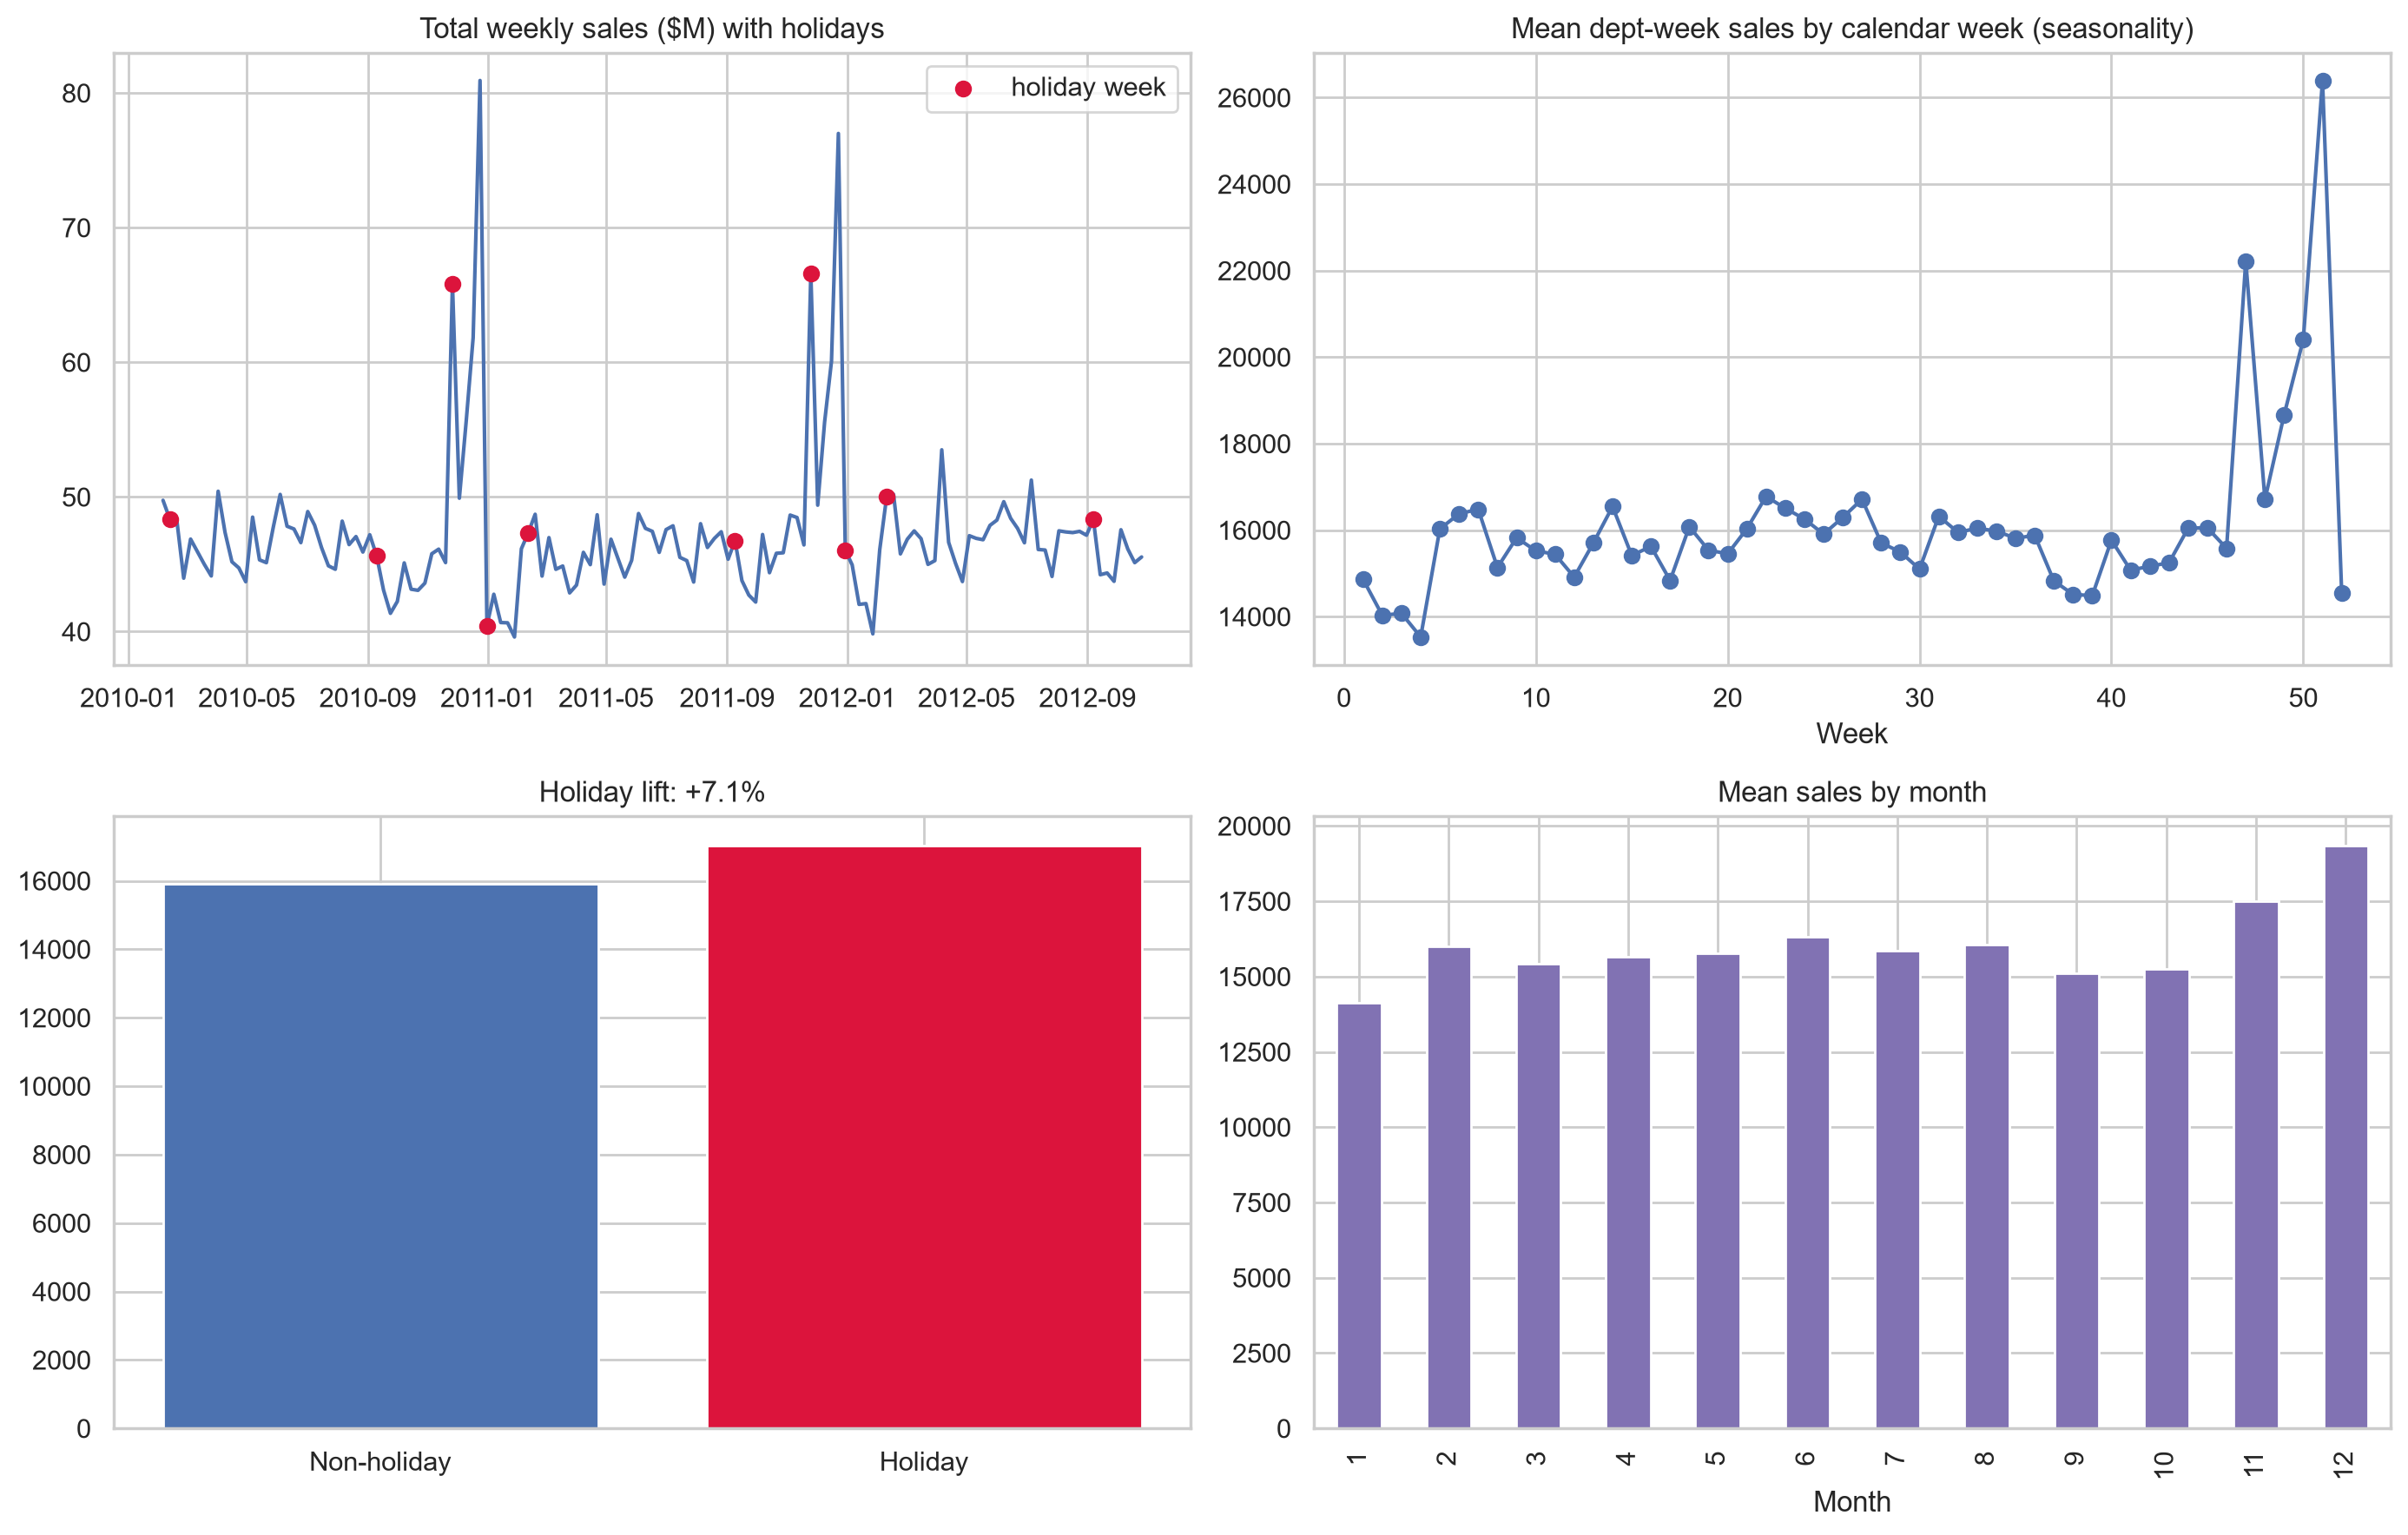 Total weekly sales ($M) with holidays
holiday week
80
70
60
50
40
2010-01 2010-05 2010-09 2011-01 2011-05 2011-09 2012-01 2012-05 2012-09
Mean dept-week sales by calendar week (seasonality)
26000
24000
22000
20000
18000
16000
14000
0 10 20 30 40 50
Week
Holiday lift: +7.1%
16000
14000
12000
10000
8000
6000
4000
2000
0
Non-holiday Holiday
Mean sales by month
20000
17500
15000
12500
10000
7500
5000
2500
0
1 2 3 4 5 6 7 8 9 10 11 12
Month